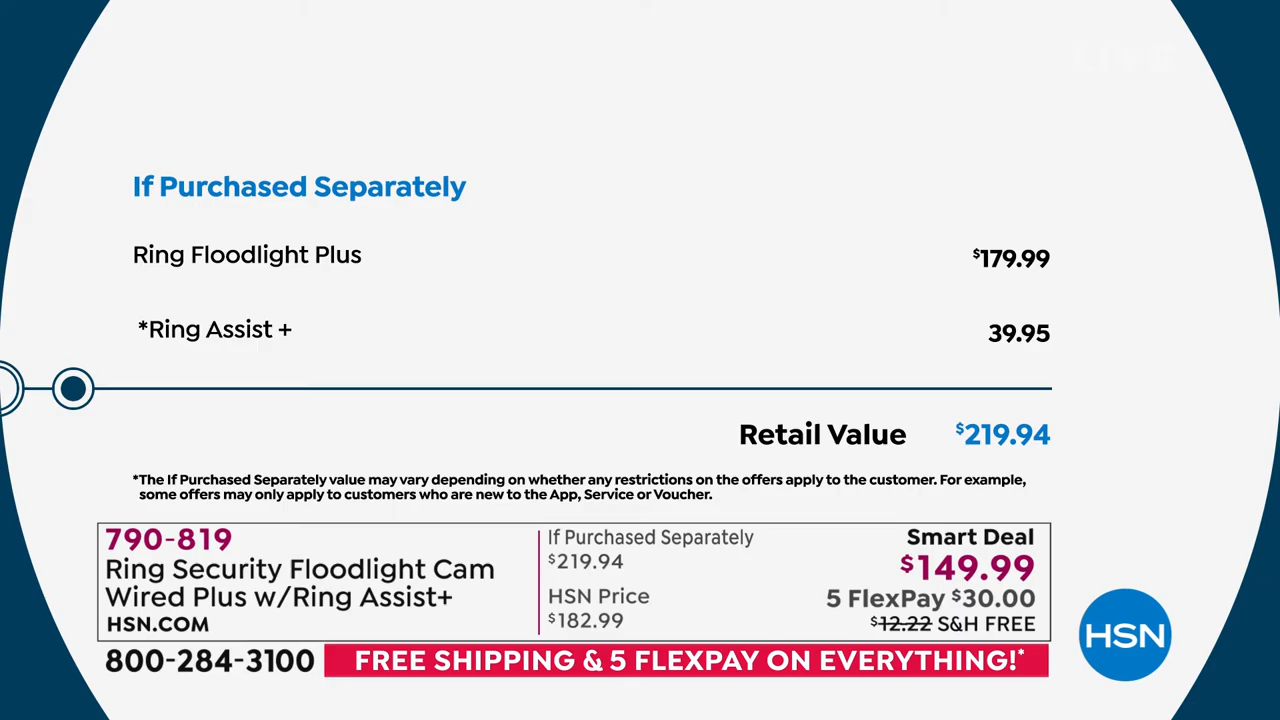 If Purchased Separately
Ring Floodlight Plus $179.99
*Ring Assist + 39.95
Retail Value $219.94
*The If Purchased Separately value may vary depending on whether any restrictions on the offers apply to the customer. For example,
some offers may only apply to customers who are new to the App, Service or Voucher.
790-819
Ring Security Floodlight Cam
Wired Plus w/Ring Assist+
HSN.COM
If Purchased Separately
$219.94
HSN Price
$182.99
Smart Deal
$149.99
5 FlexPay $30.00
$12.22 S&H FREE
HSN
800-284-3100 FREE SHIPPING & 5 FLEXPAY ON EVERYTHING!*